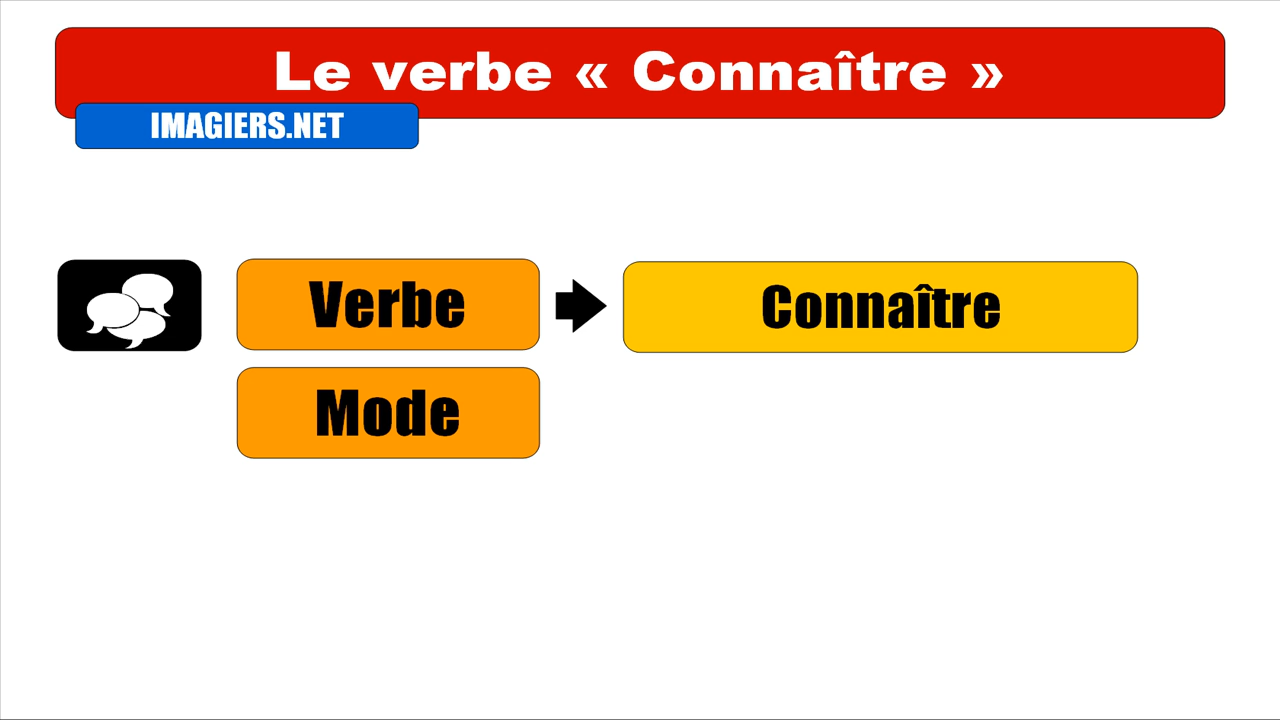 Le verbe « Connaître »
IMAGIERS.NET
Verbe
Connaître
Mode